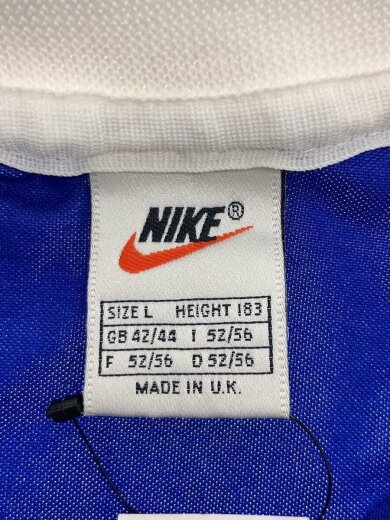 NIKE®
SIZE L HEIGHT 183
GB 42/44 I 52/56
F 52/56 D 52/56
MADE IN U.K.